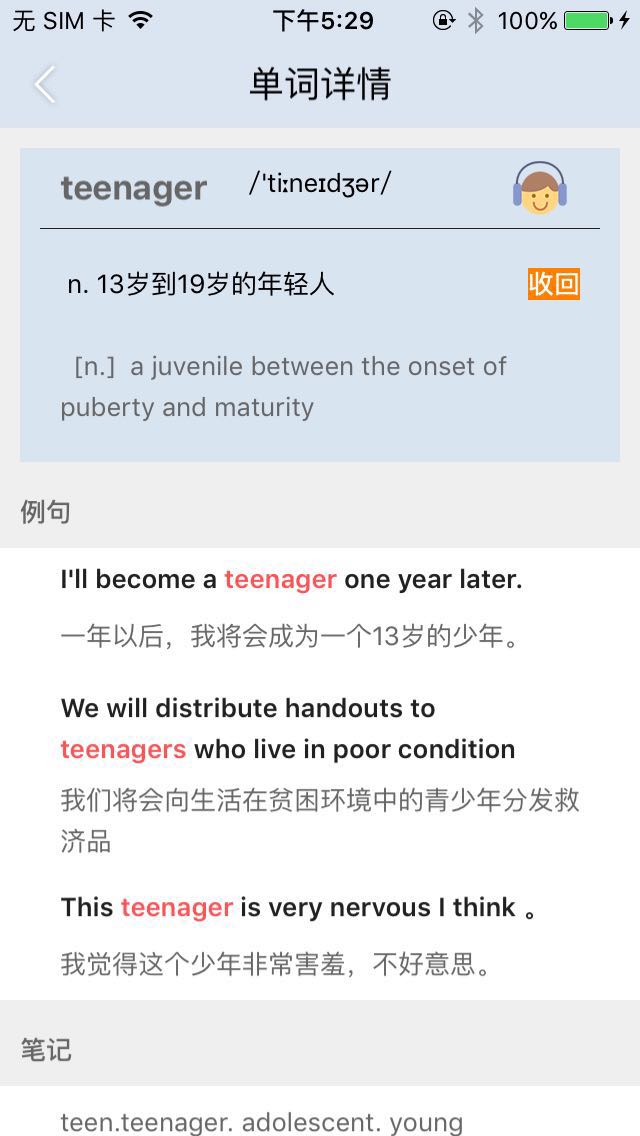 无 SIM 卡 下午5:29 100%
单词详情
teenager /'tiːneɪdʒər/
n. 13岁到19岁的年轻人 收回
[n.] a juvenile between the onset of
puberty and maturity
例句
I'll become a teenager one year later.
一年以后，我将会成为一个13岁的少年。
We will distribute handouts to
teenagers who live in poor condition
我们将会向生活在贫困环境中的青少年分发救
济品
This teenager is very nervous I think 。
我觉得这个少年非常害羞，不好意思。
笔记
teen.teenager. adolescent. young